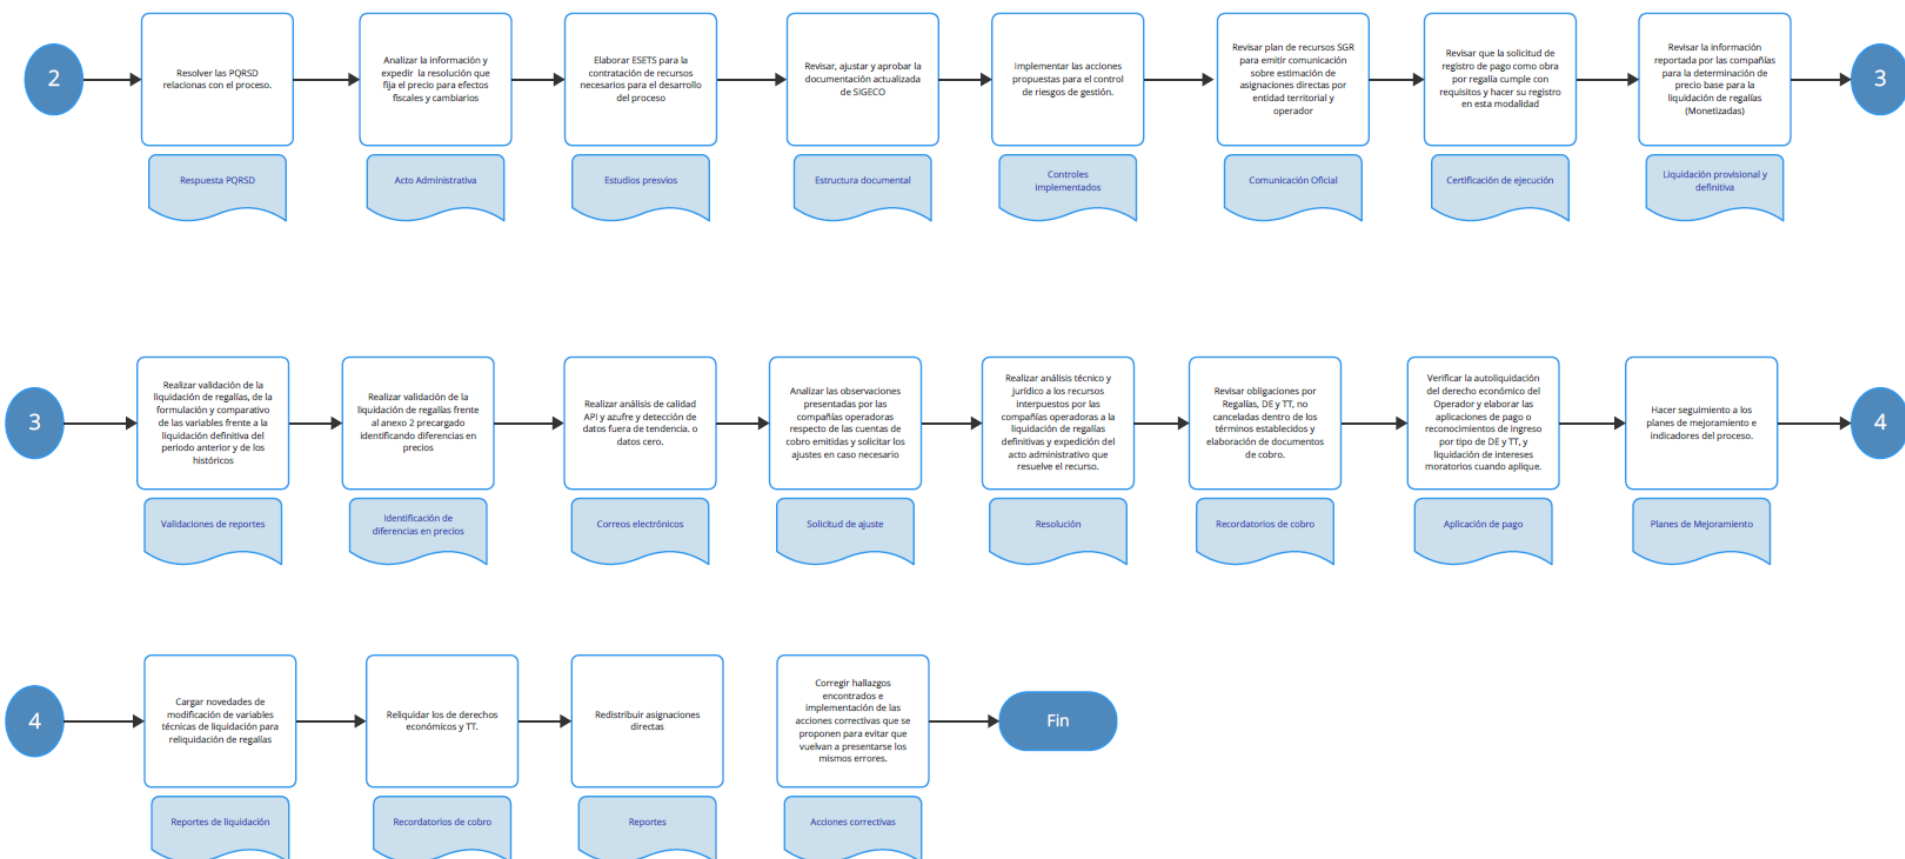 2
Resolver las PQRSD
relacionas con el proceso.
Analizar la información y
expedir la resolución que
fija el precio para efectos
fiscales y cambiarios
Elaborar ESETS para la
contratación de recursos
necesarios para el desarrollo
del proceso
Revisar, ajustar y aprobar la
documentación actualizada
de SIGECO
Implementar las acciones
propuestas para el control
de riesgos de gestión.
Revisar plan de recursos SGR
para emitir comunicación
sobre estimación de
asignaciones directas por
entidad territorial y
operador
Revisar que la solicitud de
registro de pago como obra
por regalía cumple con
requisitos y hacer su registro
en esta modalidad
Revisar la información
reportada por las compañías
para la determinación de
precio base para la
liquidación de regalías
(Monetizadas)
3
Respuesta PQRSD
Acto Administrativa
Estudios presvios
Estructura documental
Controles
Implementados
Comunicación Oficial
Certificación de ejecución
Liquidación provisional y
definitiva
3
Realizar validación de la
liquidación de regalías, de la
formulación y comparativo
de las variables frente a la
liquidación definitiva del
periodo anterior y de los
históricos
Realizar validación de la
liquidación de regalías frente
al anexo 2 precargado
identificando diferencias en
precios
Realizar análisis de calidad
API y azufre y detección de
datos fuera de tendencia. o
datos cero.
Analizar las observaciones
presentadas por las
compañías operadoras
respecto de las cuentas de
cobro emitidas y solicitar los
ajustes en caso necesario
Realizar análisis técnico y
jurídico a los recursos
interpuestos por las
compañías operadoras a la
liquidación de regalías
definitivas y expedición del
acto administrativo que
resuelve el recurso.
Revisar obligaciones por
Regalías, DE y TT, no
canceladas dentro de los
términos establecidos y
elaboración de documentos
de cobro.
Verificar la autoliquidación
del derecho económico del
Operador y elaborar las
aplicaciones de pago o
reconocimientos de ingreso
por tipo de DE y TT, y
liquidación de intereses
moratorios cuando aplique.
Hacer seguimiento a los
planes de mejoramiento e
indicadores del proceso.
4
Validaciones de reportes
Identificación de
diferencias en precios
Correos electrónicos
Solicitud de ajuste
Resolución
Recordatorios de cobro
Aplicación de pago
Planes de Mejoramiento
4
Cargar novedades de
modificación de variables
técnicas de liquidación para
reliquidación de regalías
Reliquidar los de derechos
económicos y TT.
Redistribuir asignaciones
directas
Corregir hallazgos
encontrados e
implementación de las
acciones correctivas que se
proponen para evitar que
vuelvan a presentarse los
mismos errores.
Fin
Reportes de liquidación
Recordatorios de cobro
Reportes
Acciones correctivas